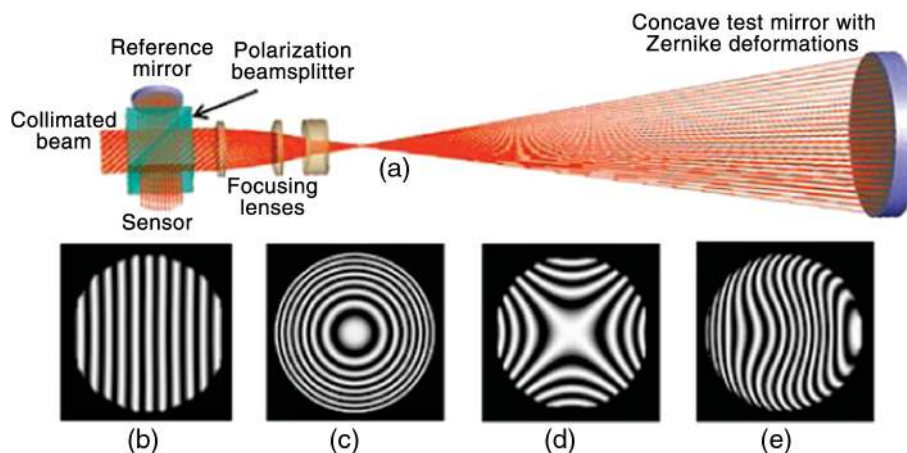 Reference
mirror
Polarization
beamsplitter
Concave test mirror with
Zernike deformations
Collimated
beam
(a)
Focusing
lenses
Sensor
(b)
(c)
(d)
(e)